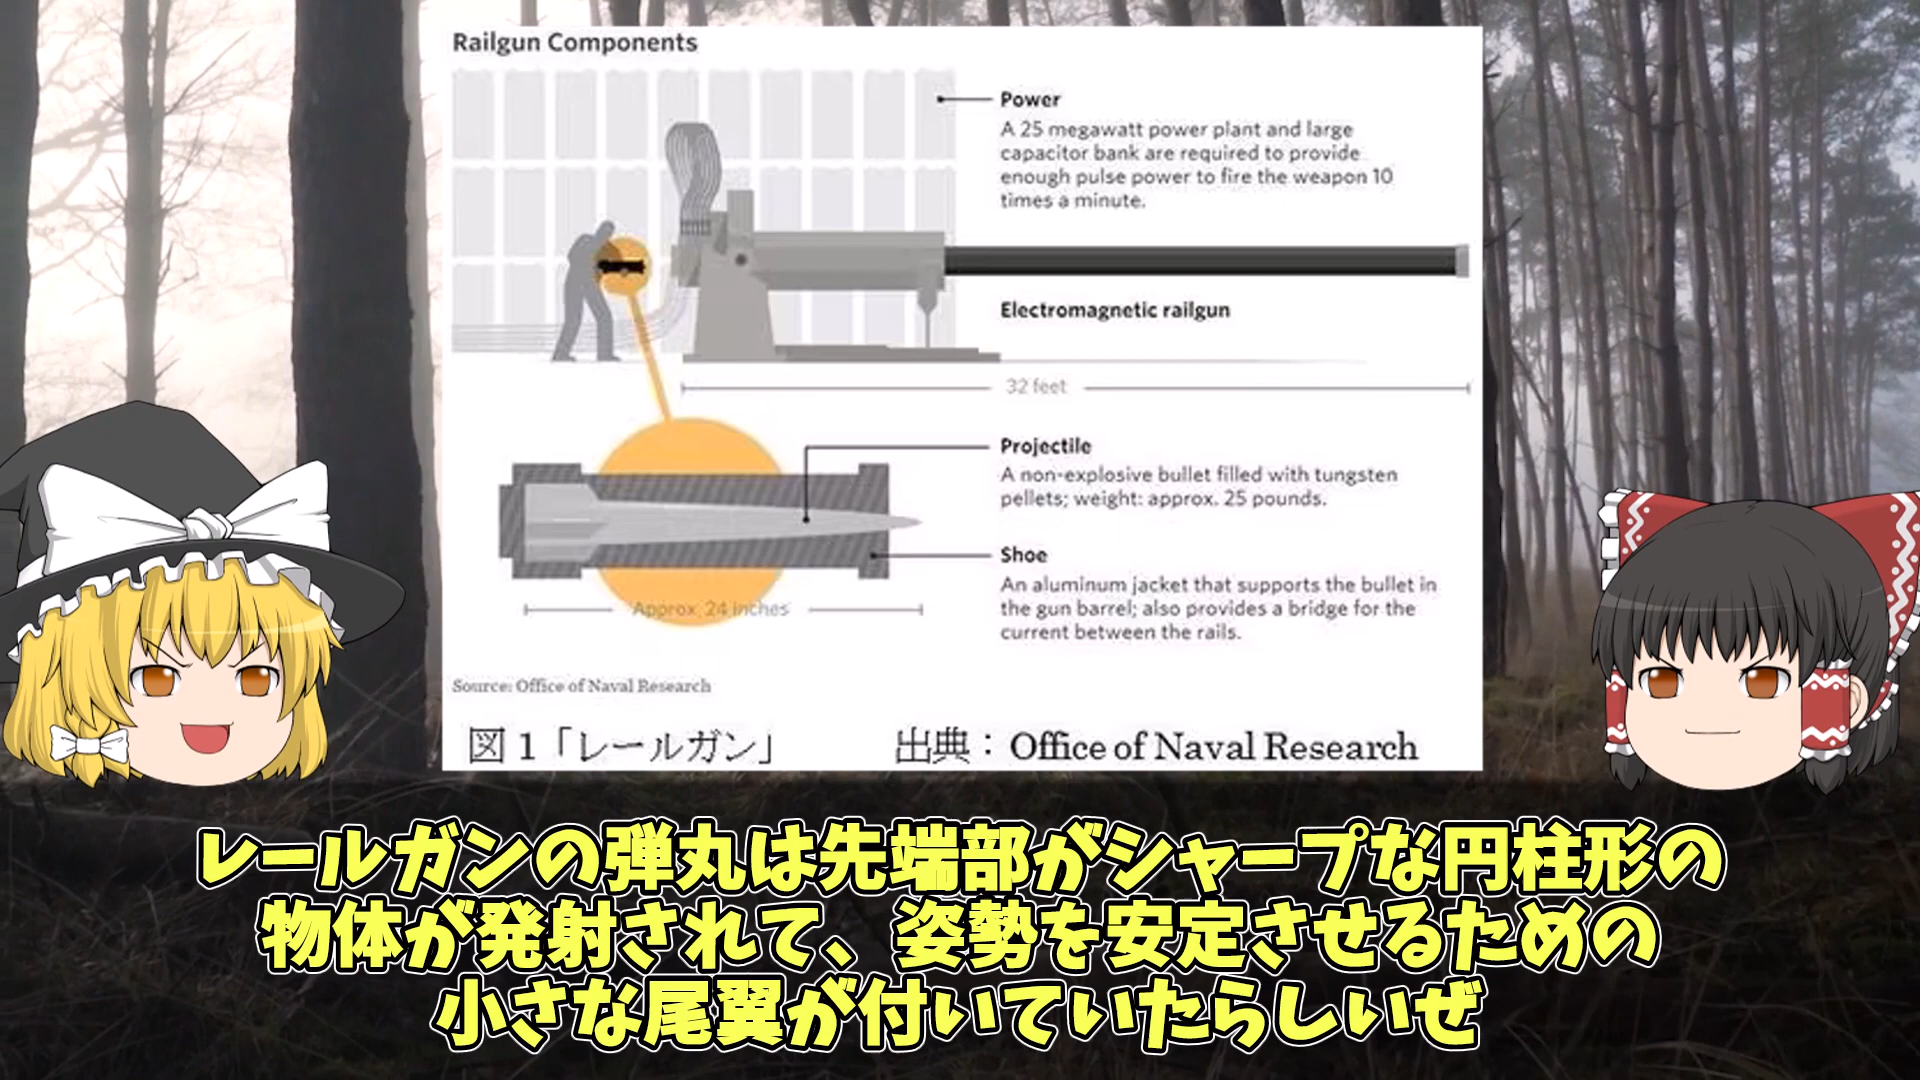 Railgun Components
Power
A 25 megawatt power plant and large
capacitor bank are required to provide
enough pulse power to fire the weapon 10
times a minute.
Electromagnetic railgun
32 feet
Projectile
A non-explosive bullet filled with tungsten
pellets; weight: approx. 25 pounds.
Shoe
An aluminum jacket that supports the bullet in
the gun barrel; also provides a bridge for the
current between the rails.
Approx. 24 inches
Source: Office of Naval Research
図1「レールガン」 出典：Office of Naval Research
レールガンの弾丸は先端部がシャープな円柱形の
物体が発射されて、姿勢を安定させるための
小さな尾翼が付いていたらしいぜ